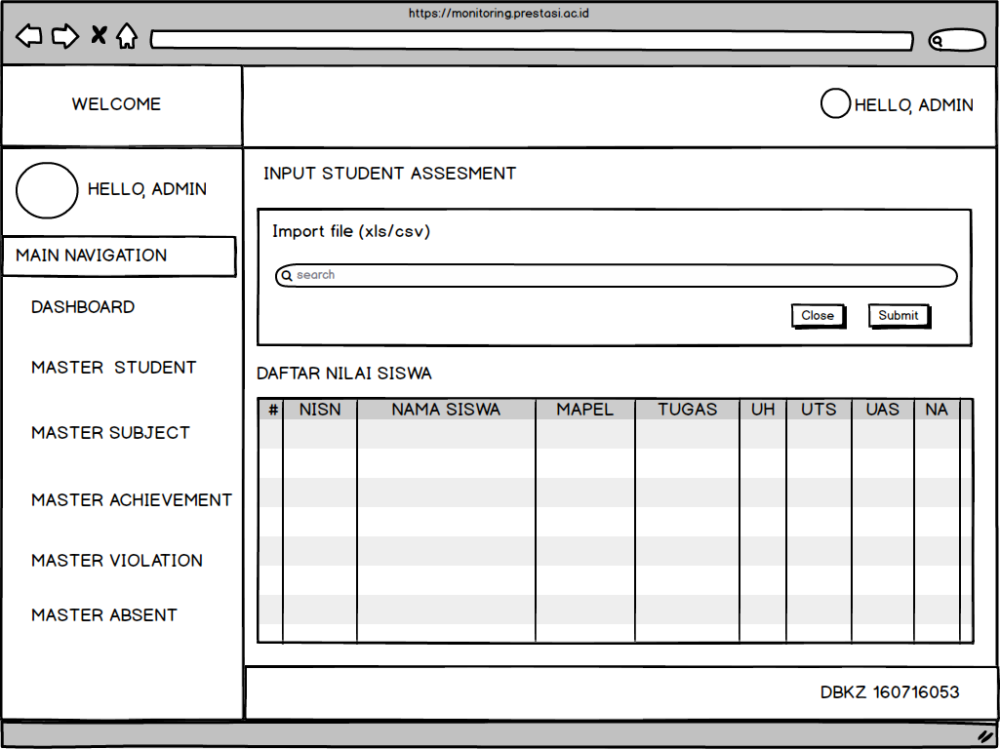 https://monitoring.prestasi.ac.id
WELCOME
HELLO, ADMIN
HELLO, ADMIN
MAIN NAVIGATION
DASHBOARD
MASTER STUDENT
MASTER SUBJECT
MASTER ACHIEVEMENT
MASTER VIOLATION
MASTER ABSENT
INPUT STUDENT ASSESMENT
Import file (xls/csv)
search
Close Submit
DAFTAR NILAI SISWA
# NISN NAMA SISWA MAPEL TUGAS UH UTS UAS NA
DBKZ 160716053